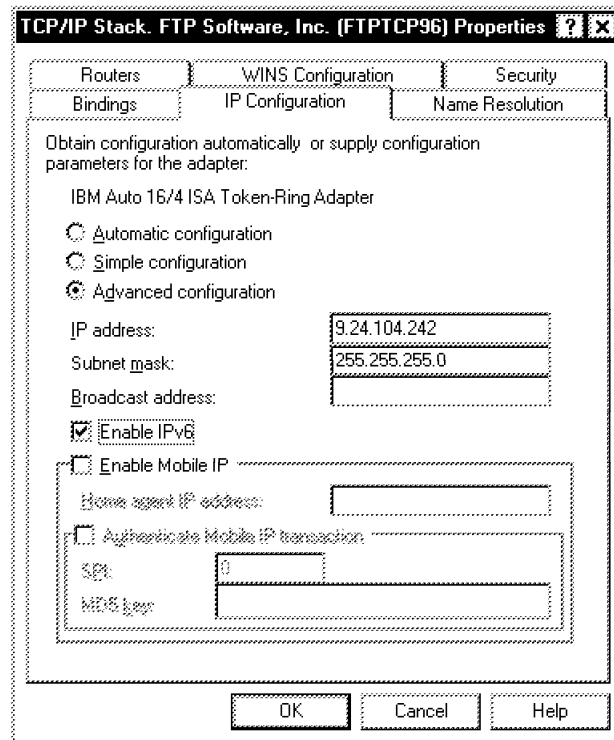 TCP/IP Stack. FTP Software, Inc. (FTPTCP96) Properties ? X
Routers WINS Configuration Security
Bindings IP Configuration Name Resolution
Obtain configuration automatically or supply configuration
parameters for the adapter:
IBM Auto 16/4 ISA Token-Ring Adapter
Automatic configuration
Simple configuration
Advanced configuration
IP address: 9.24.104.242
Subnet mask: 255.255.255.0
Broadcast address:
Enable IPv6
Enable Mobile IP
Home agent IP address:
Authenticate Mobile IP transaction
SPI: 0
MD5 key:
OK Cancel Help